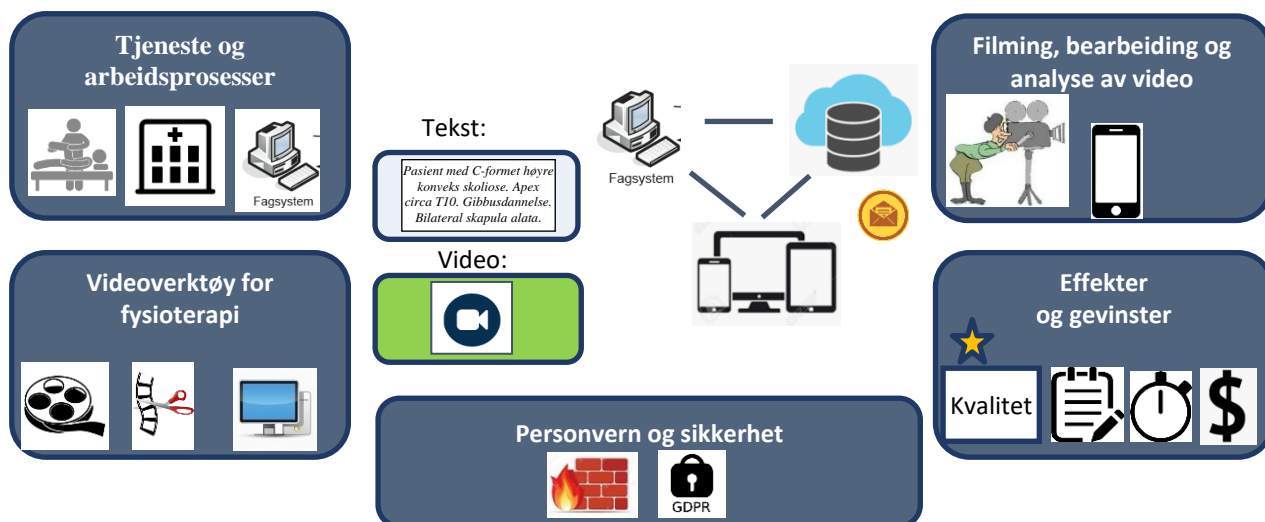 Tjeneste og
arbeidsprosesser
Fagsystem
Videoverktøy for
fysioterapi
Tekst:
Pasient med C-formet høyre
konveks skoliose. Apex
circa T10. Gibbusdannelse.
Bilateral skapula alata.
Video:
Fagsystem
Personvern og sikkerhet
GDPR
Filming, bearbeiding og
analyse av video
Effekter
og gevinster
Kvalitet
$